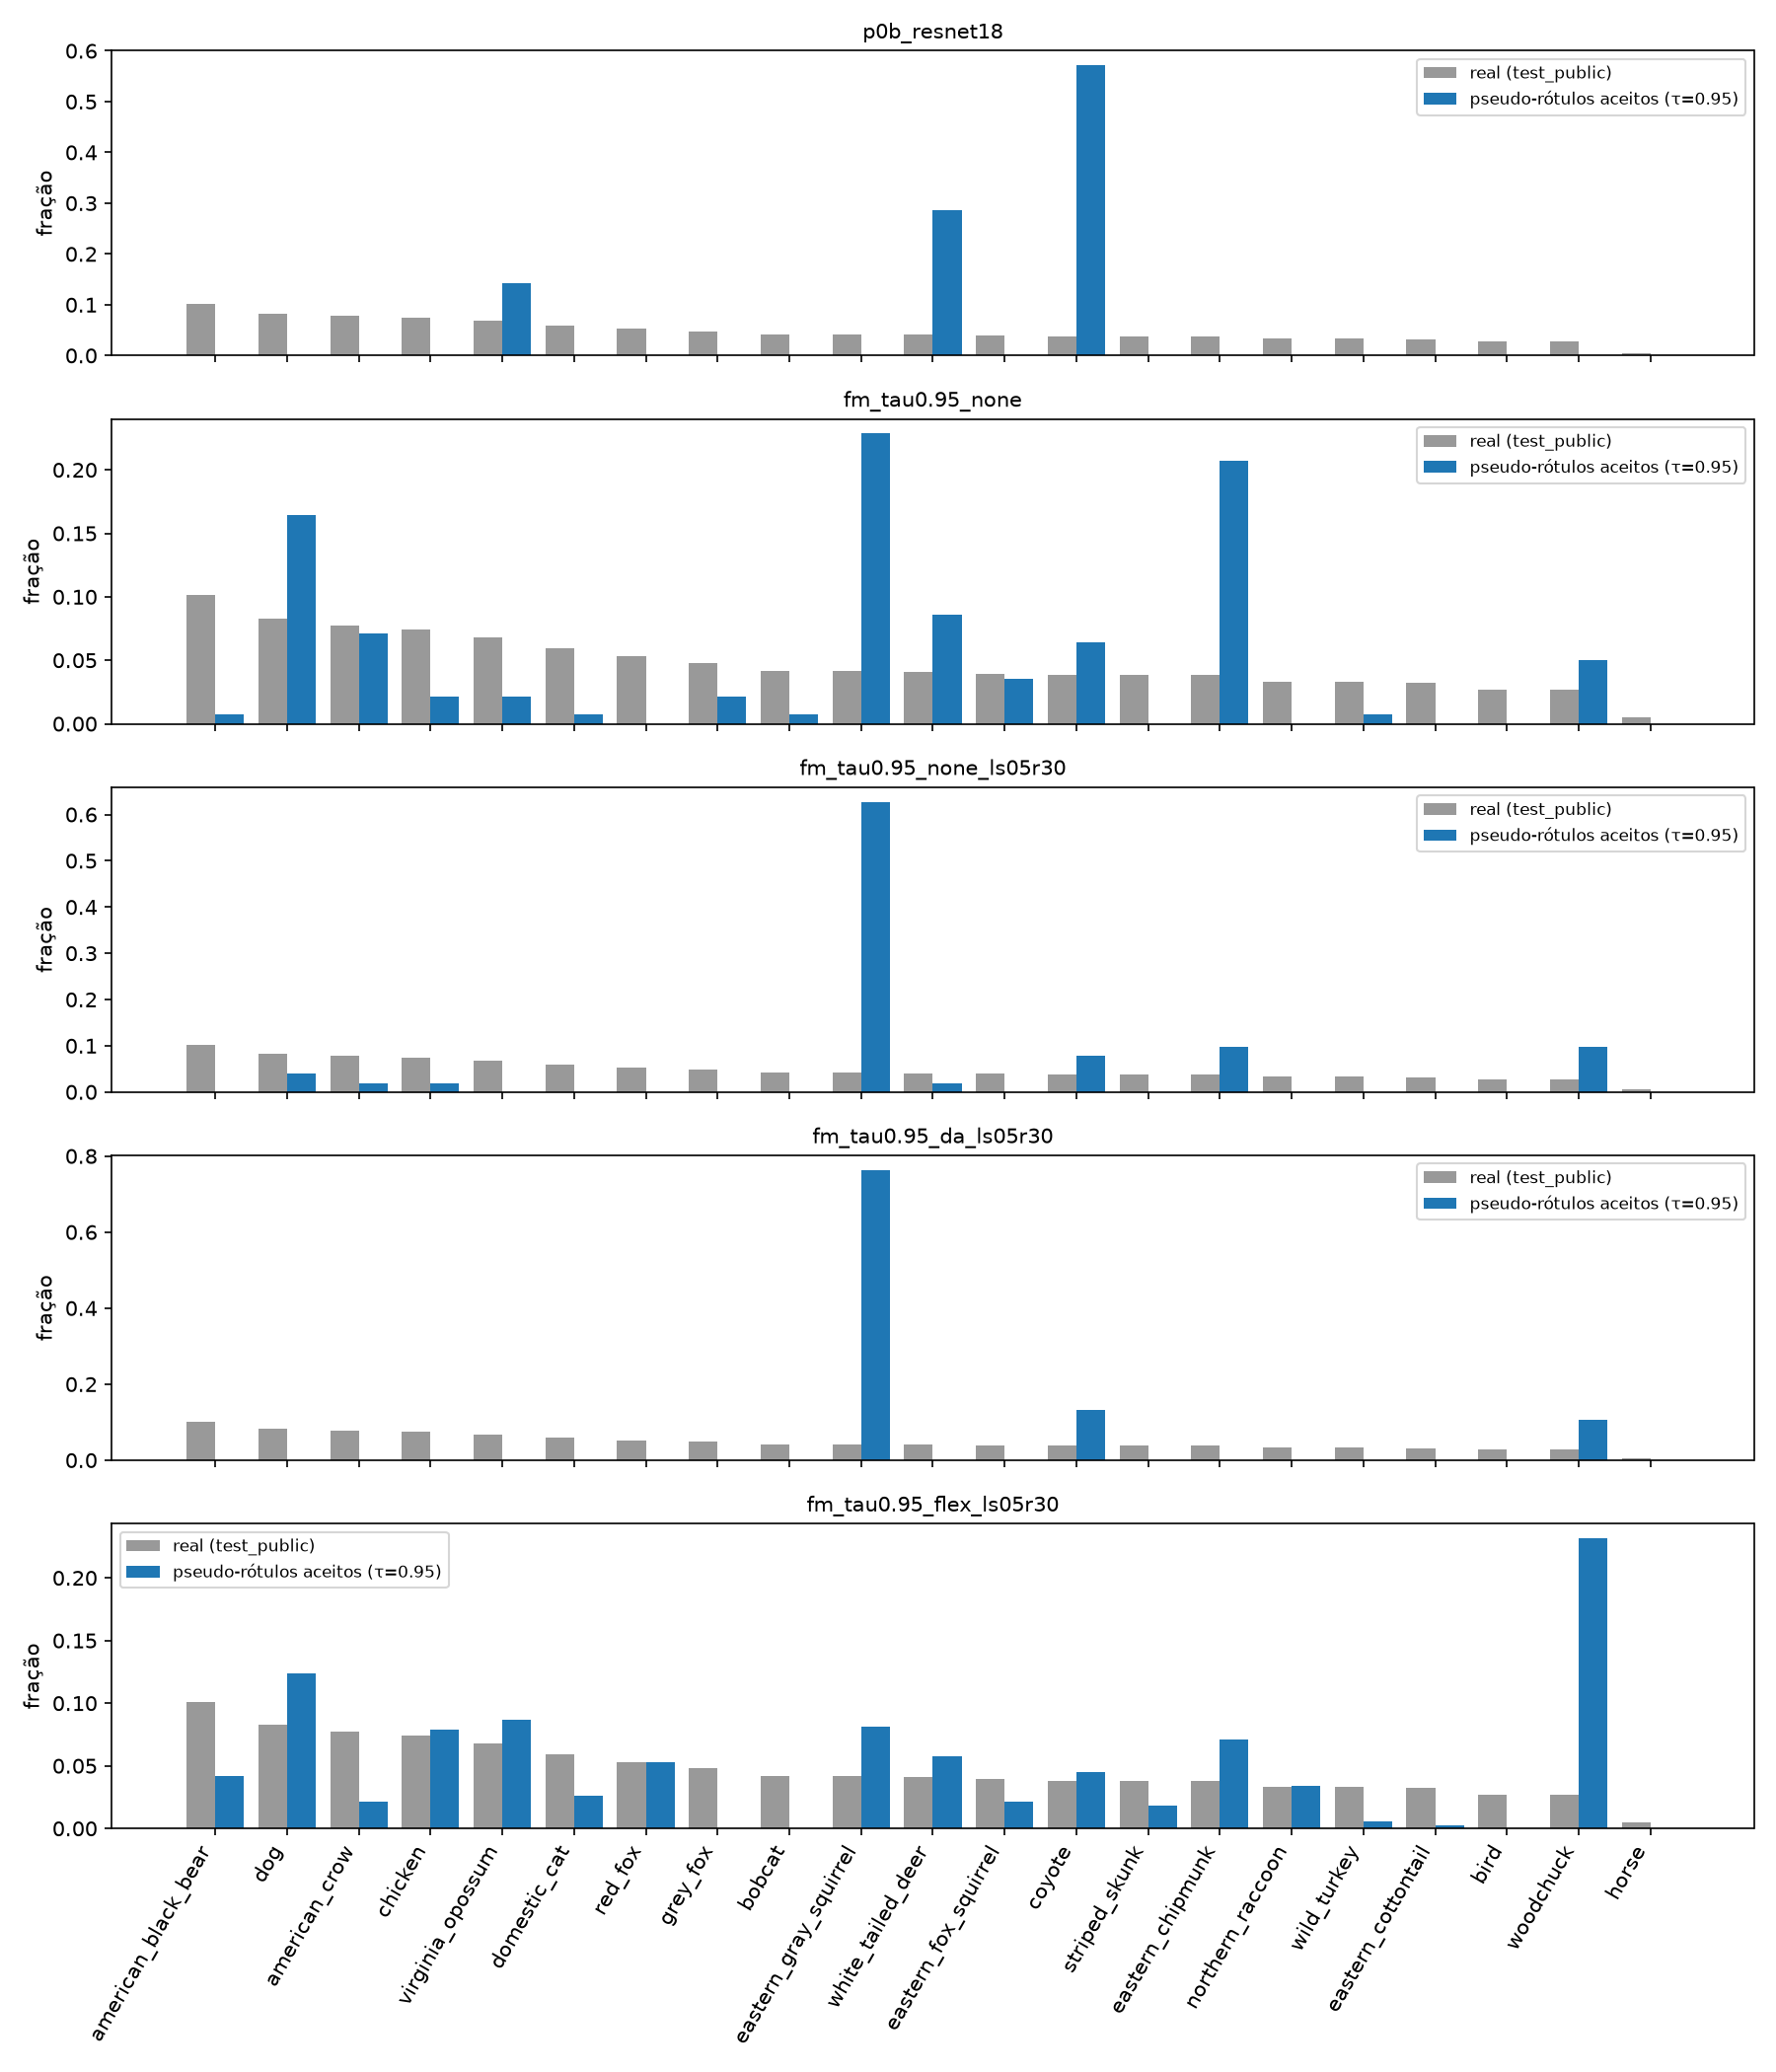 p0b_resnet18
0.6
0.5
0.4
0.3
0.2
0.1
0.0
fração
real (test_public)
pseudo-rótulos aceitos (τ=0.95)
fm_tau0.95_none
0.20
0.15
0.10
0.05
0.00
fração
real (test_public)
pseudo-rótulos aceitos (τ=0.95)
fm_tau0.95_none_ls05r30
0.6
0.5
0.4
0.3
0.2
0.1
0.0
fração
real (test_public)
pseudo-rótulos aceitos (τ=0.95)
fm_tau0.95_da_ls05r30
0.8
0.6
0.4
0.2
0.0
fração
real (test_public)
pseudo-rótulos aceitos (τ=0.95)
fm_tau0.95_flex_ls05r30
0.20
0.15
0.10
0.05
0.00
fração
real (test_public)
pseudo-rótulos aceitos (τ=0.95)
american_black_bear
dog
american_crow
chicken
virginia_opossum
domestic_cat
red_fox
grey_fox
bobcat
eastern_gray_squirrel
white_tailed_deer
eastern_fox_squirrel
coyote
striped_skunk
eastern_chipmunk
northern_raccoon
wild_turkey
eastern_cottontail
bird
woodchuck
horse